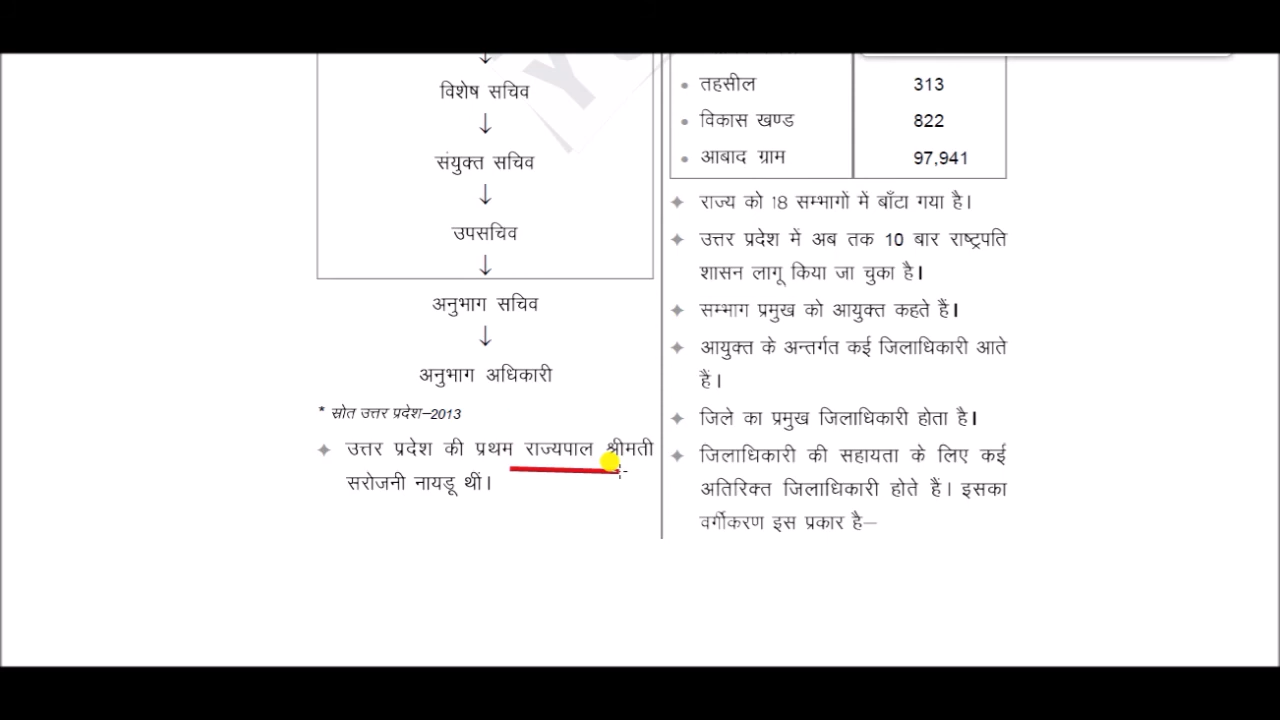 विशेष सचिव
↓
संयुक्त सचिव
↓
उपसचिव
↓
अनुभाग सचिव
↓
अनुभाग अधिकारी
* स्रोत उत्तर प्रदेश–2013
उत्तर प्रदेश की प्रथम राज्यपाल श्रीमती
सरोजनी नायडू थीं।
• तहसील 313
• विकास खण्ड 822
• आबाद ग्राम 97,941
राज्य को 18 सम्भागों में बाँटा गया है।
उत्तर प्रदेश में अब तक 10 बार राष्ट्रपति
शासन लागू किया जा चुका है।
सम्भाग प्रमुख को आयुक्त कहते हैं।
आयुक्त के अन्तर्गत कई जिलाधिकारी आते
हैं।
जिले का प्रमुख जिलाधिकारी होता है।
जिलाधिकारी की सहायता के लिए कई
अतिरिक्त जिलाधिकारी होते हैं। इसका
वर्गीकरण इस प्रकार है–